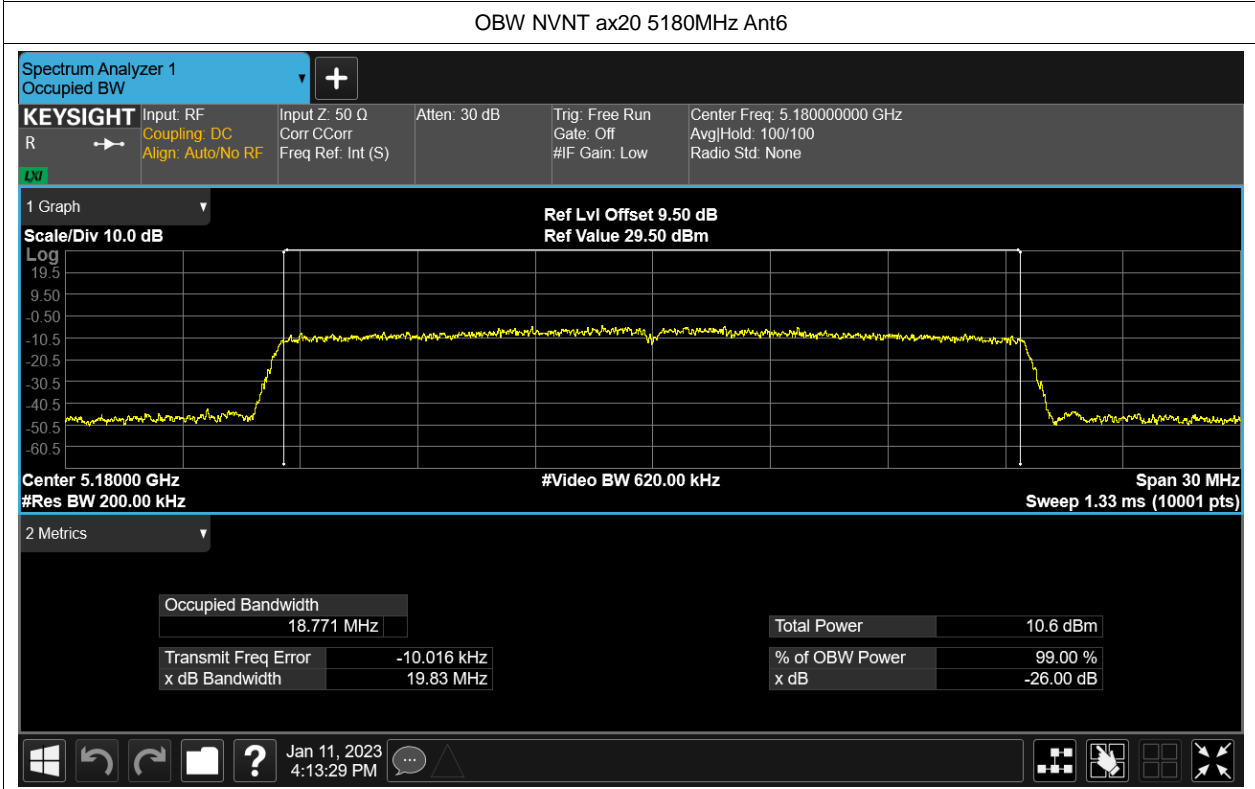 OBW NVNT ax20 5180MHz Ant6
Spectrum Analyzer 1
Occupied BW
KEYSIGHT
R
LXI
Input: RF
Coupling: DC
Align: Auto/No RF
Input Z: 50 Ω
Corr CCorr
Freq Ref: Int (S)
Atten: 30 dB
Trig: Free Run
Gate: Off
#IF Gain: Low
Center Freq: 5.180000000 GHz
Avg|Hold: 100/100
Radio Std: None
1 Graph
Scale/Div 10.0 dB
Ref Lvl Offset 9.50 dB
Ref Value 29.50 dBm
Log
19.5
9.50
-0.50
-10.5
-20.5
-30.5
-40.5
-50.5
-60.5
Center 5.18000 GHz
#Video BW 620.00 kHz
Span 30 MHz
#Res BW 200.00 kHz
Sweep 1.33 ms (10001 pts)
2 Metrics
Occupied Bandwidth
18.771 MHz
Total Power 10.6 dBm
Transmit Freq Error -10.016 kHz
% of OBW Power 99.00 %
x dB Bandwidth 19.83 MHz
x dB -26.00 dB
?
Jan 11, 2023
4:13:29 PM